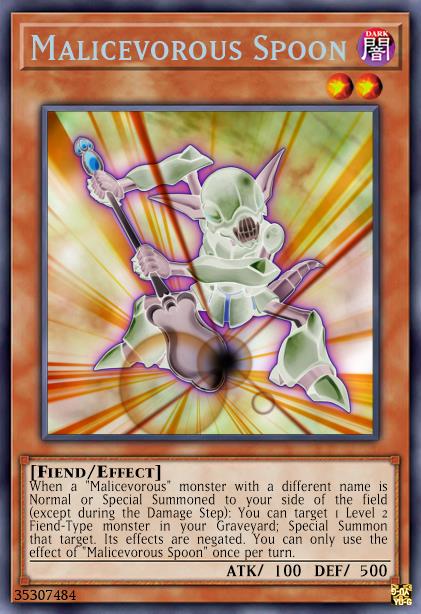 MALICEVOROUS SPOON
DARK
闇
[FIEND/EFFECT]
When a "Malicevorous" monster with a different name is
Normal or Special Summoned to your side of the field
(except during the Damage Step): You can target 1 Level 2
Fiend-Type monster in your Graveyard; Special Summon
that target. Its effects are negated. You can only use the
effect of "Malicevorous Spoon" once per turn.
ATK/ 100 DEF/ 500
35307484